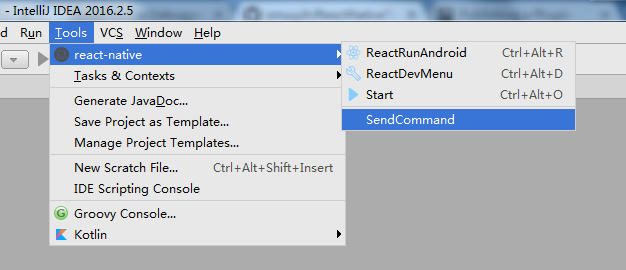 - IntelliJ IDEA 2016.2.5
d Run Tools VCS Window Help
react-native
Tasks & Contexts
Generate JavaDoc...
Save Project as Template...
Manage Project Templates...
New Scratch File... Ctrl+Alt+Shift+Insert
IDE Scripting Console
G Groovy Console...
Kotlin
ReactRunAndroid Ctrl+Alt+R
ReactDevMenu Ctrl+Alt+D
Start Ctrl+Alt+O
SendCommand